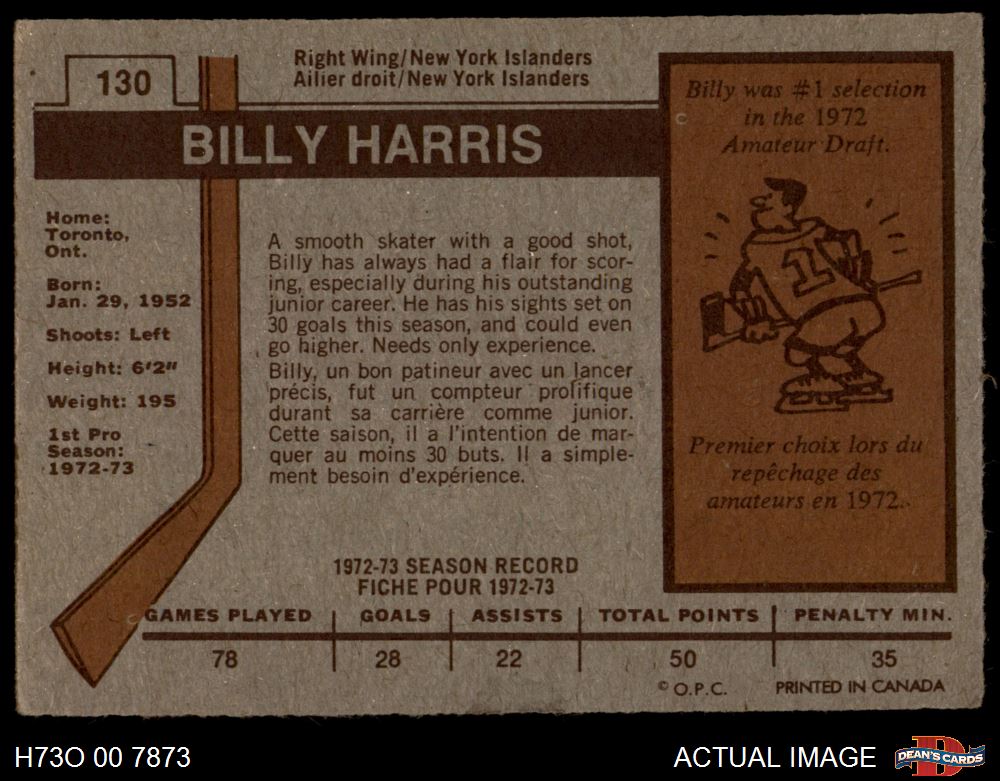 130
Right Wing/New York Islanders
Ailier droit/New York Islanders
BILLY HARRIS
Home:
Toronto,
Ont.
Born:
Jan. 29, 1952
Shoots: Left
Height: 6'2"
Weight: 195
1st Pro
Season:
1972-73
A smooth skater with a good shot,
Billy has always had a flair for scor-
ing, especially during his outstanding
junior career. He has his sights set on
30 goals this season, and could even
go higher. Needs only experience.
Billy, un bon patineur avec un lancer
précis, fut un compteur prolifique
durant sa carrière comme junior.
Cette saison, il a l'intention de mar-
quer au moins 30 buts. Il a simple-
ment besoin d'expérience.
Billy was #1 selection
in the 1972
Amateur Draft.
1
Premier choix lors du
repêchage des
amateurs en 1972.
1972-73 SEASON RECORD
FICHE POUR 1972-73
GAMES PLAYED GOALS ASSISTS TOTAL POINTS PENALTY MIN.
78 28 22 50 35
© O.P.C. PRINTED IN CANADA
H73O 00 7873
ACTUAL IMAGE
D
DEAN'S CARDS